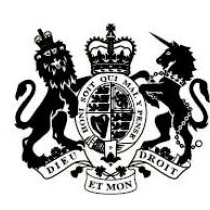 HONI SOIT QUI MAL Y PENSE
DIEU DROIT
ET MON